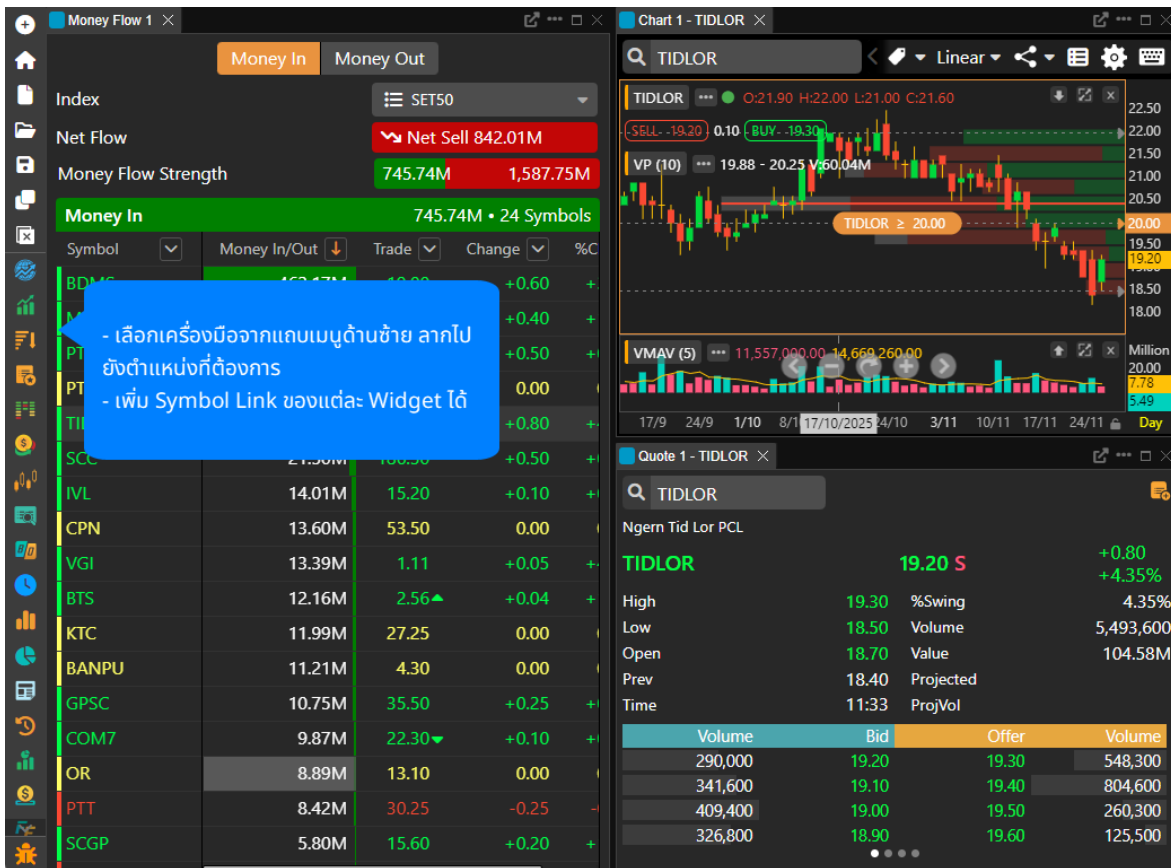 Money Flow 1
Money In Money Out
Index SET50
Net Flow Net Sell 842.01M
Money Flow Strength 745.74M 1,587.75M
Money In 745.74M • 24 Symbols
Symbol Money In/Out Trade Change %C
+0.60
+0.40
+0.50
0.00
+0.80
SCC +0.50
- เลือกเครื่องมือจากแถบเมนูด้านซ้าย ลากไป
ยังตำแหน่งที่ต้องการ
- เพิ่ม Symbol Link ของแต่ละ Widget ได้
IVL 14.01M 15.20 +0.10
CPN 13.60M 53.50 0.00
VGI 13.39M 1.11 +0.05
BTS 12.16M 2.56 +0.04
KTC 11.99M 27.25 0.00
BANPU 11.21M 4.30 0.00
GPSC 10.75M 35.50 +0.25
COM7 9.87M 22.30 +0.10
OR 8.89M 13.10 0.00
PTT 8.42M 30.25 -0.25
SCGP 5.80M 15.60 +0.20
Chart 1 - TIDLOR
TIDLOR Linear
TIDLOR O:21.90 H:22.00 L:21.00 C:21.60
SELL 19.20 0.10 BUY 19.30
VP (10) 19.88 - 20.25 V:60.04M
TIDLOR ≥ 20.00
22.50
22.00
21.50
21.00
20.50
20.00
19.50
19.20
18.50
18.00
VMAV (5) 11,557,000.00 14,669,260.00
Million
20.00
7.78
5.49
17/9 24/9 1/10 17/10/2025 3/11 10/11 17/11 24/11 Day
Quote 1 - TIDLOR
TIDLOR
Ngern Tid Lor PCL
TIDLOR 19.20 S +0.80
+4.35%
High 19.30 %Swing 4.35%
Low 18.50 Volume 5,493,600
Open 18.70 Value 104.58M
Prev 18.40 Projected
Time 11:33 ProjVol
Volume Bid Offer Volume
290,000 19.20 19.30 548,300
341,600 19.10 19.40 804,600
409,400 19.00 19.50 260,300
326,800 18.90 19.60 125,500